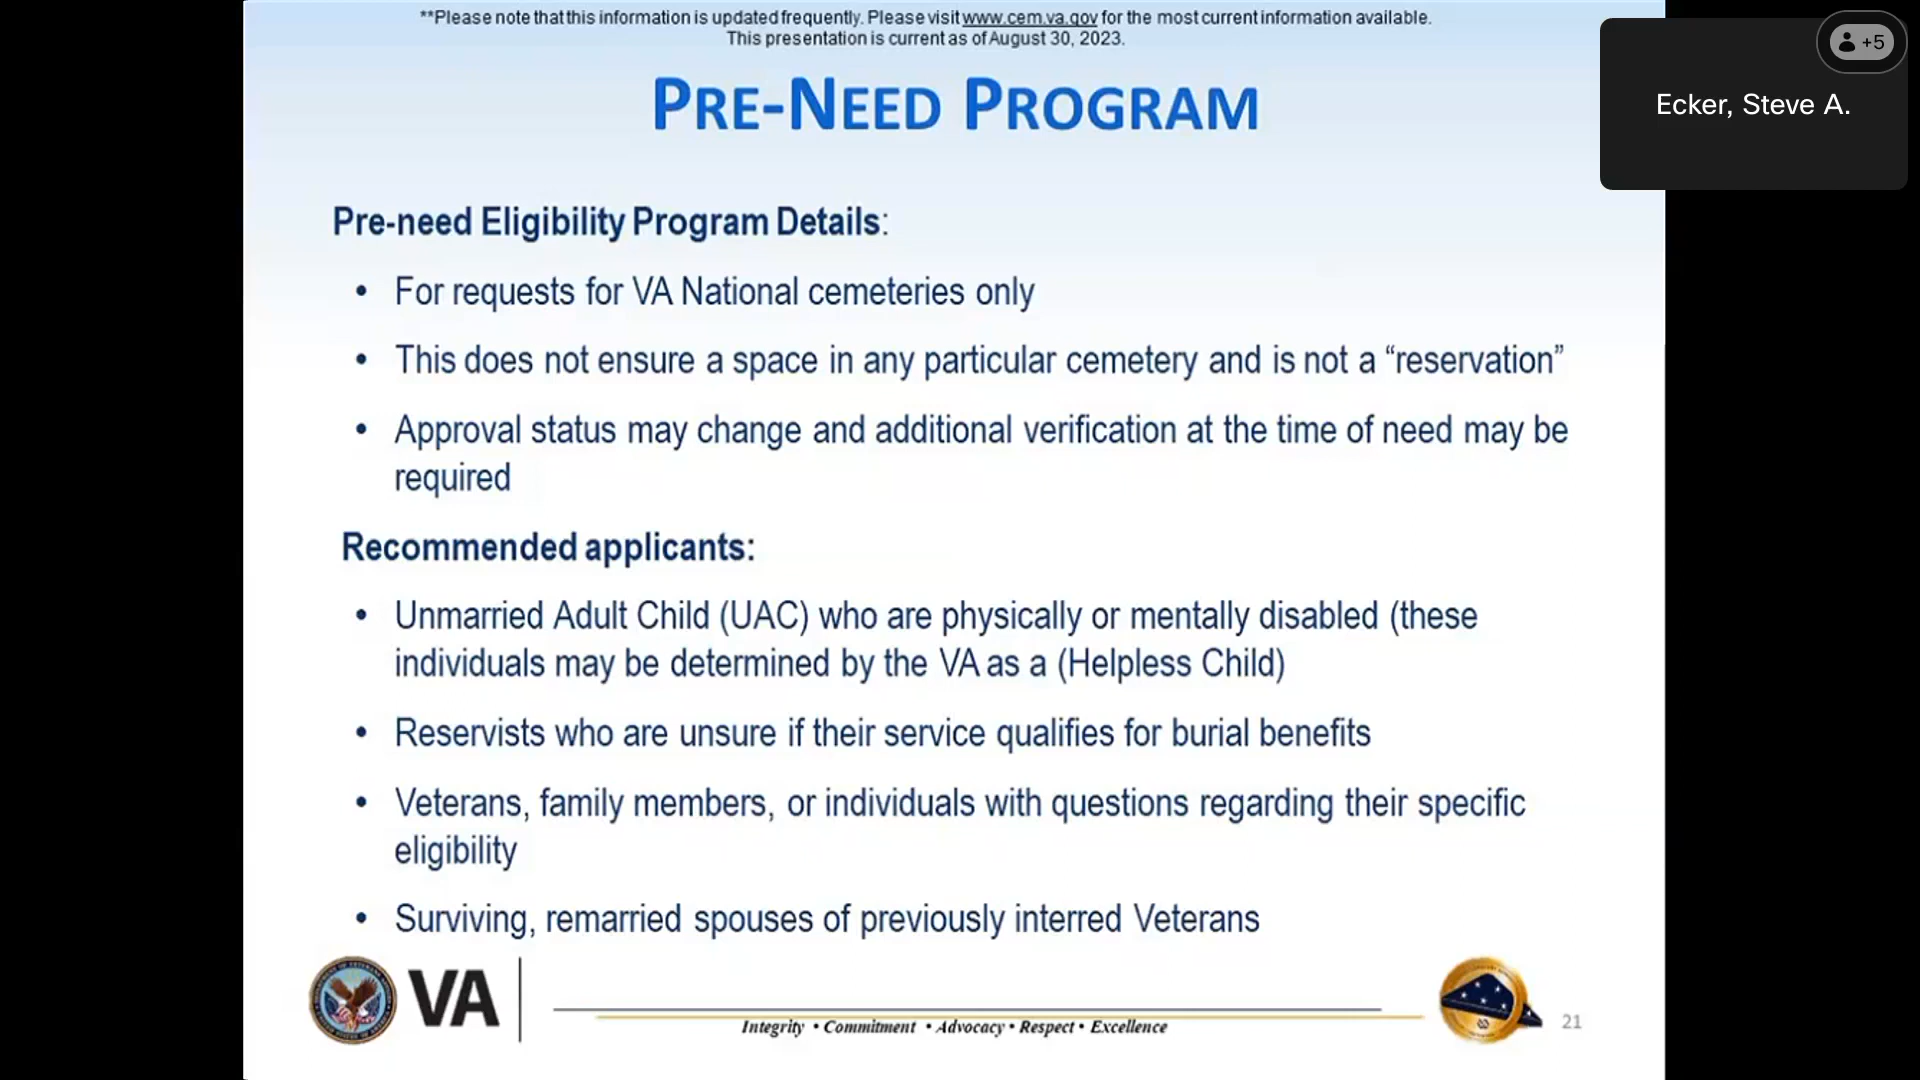 **Please note that this information is updated frequently. Please visit www.cem.va.gov for the most current information available.
This presentation is current as of August 30, 2023.
+5
Ecker, Steve A.
PRE-NEED PROGRAM
Pre-need Eligibility Program Details:
• For requests for VA National cemeteries only
• This does not ensure a space in any particular cemetery and is not a “reservation”
• Approval status may change and additional verification at the time of need may be
required
Recommended applicants:
• Unmarried Adult Child (UAC) who are physically or mentally disabled (these
individuals may be determined by the VA as a (Helpless Child)
• Reservists who are unsure if their service qualifies for burial benefits
• Veterans, family members, or individuals with questions regarding their specific
eligibility
• Surviving, remarried spouses of previously interred Veterans
VA
Integrity • Commitment • Advocacy • Respect • Excellence
21